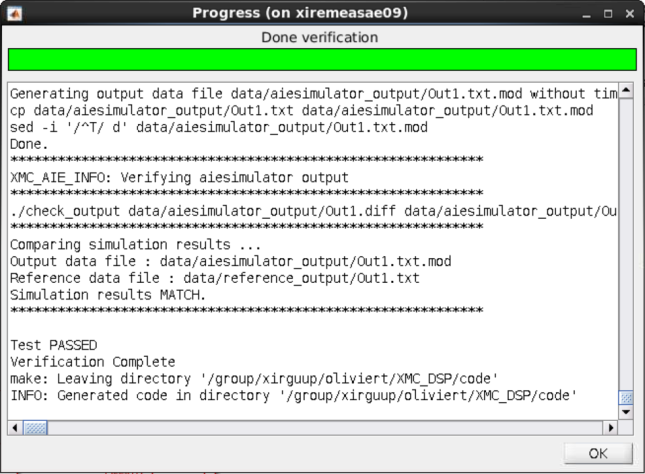 Progress (on xiremeasae09)
Done verification
Generating output data file data/aiesimulator_output/Out1.txt.mod without tim
cp data/aiesimulator_output/Out1.txt data/aiesimulator_output/Out1.txt.mod
sed -i '/^T/ d' data/aiesimulator_output/Out1.txt.mod
Done.
************************************************************
XMC_AIE_INFO: Verifying aiesimulator output
************************************************************
./check_output data/aiesimulator_output/Out1.diff data/aiesimulator_output/Ou
************************************************************
Comparing simulation results ...
Output data file : data/aiesimulator_output/Out1.txt.mod
Reference data file : data/reference_output/Out1.txt
Simulation results MATCH.
************************************************************
Test PASSED
Verification Complete
make: Leaving directory '/group/xirguup/oliviert/XMC_DSP/code'
INFO: Generated code in directory '/group/xirguup/oliviert/XMC_DSP/code'
OK